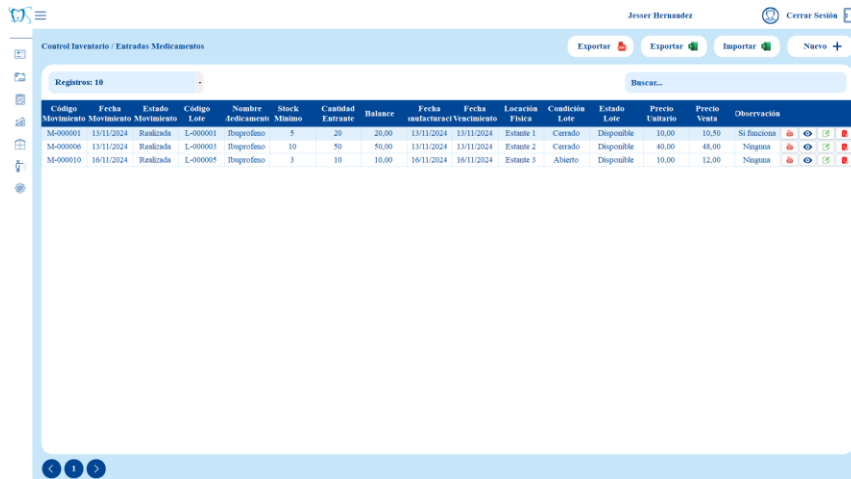 Jesser Hernandez Cerrar Sesión
Control Inventario / Entradas Medicamentos
Exportar Exportar Importar Nuevo +
Registros: 10 Buscar...
Código Movimiento Fecha Movimiento Estado Movimiento Código Lote Nombre Medicamento Stock Mínimo Cantidad Entrante Balance Fecha anufacturaci Fecha Vencimiento Locación Física Condición Lote Estado Lote Precio Unitario Precio Venta Observación
M-000001 13/11/2024 Realizada L-000001 Ibuprofeno 5 20 20,00 13/11/2024 13/11/2024 Estante 1 Cerrado Disponible 10,00 10,50 Si funciona
M-000006 13/11/2024 Realizada L-000003 Ibuprofeno 10 50 50,00 13/11/2024 13/11/2024 Estante 2 Cerrado Disponible 40,00 48,00 Ninguna
M-000010 16/11/2024 Realizada L-000005 Ibuprofeno 3 10 10,00 16/11/2024 16/11/2024 Estante 3 Abierto Disponible 10,00 12,00 Ninguna
< 1 >